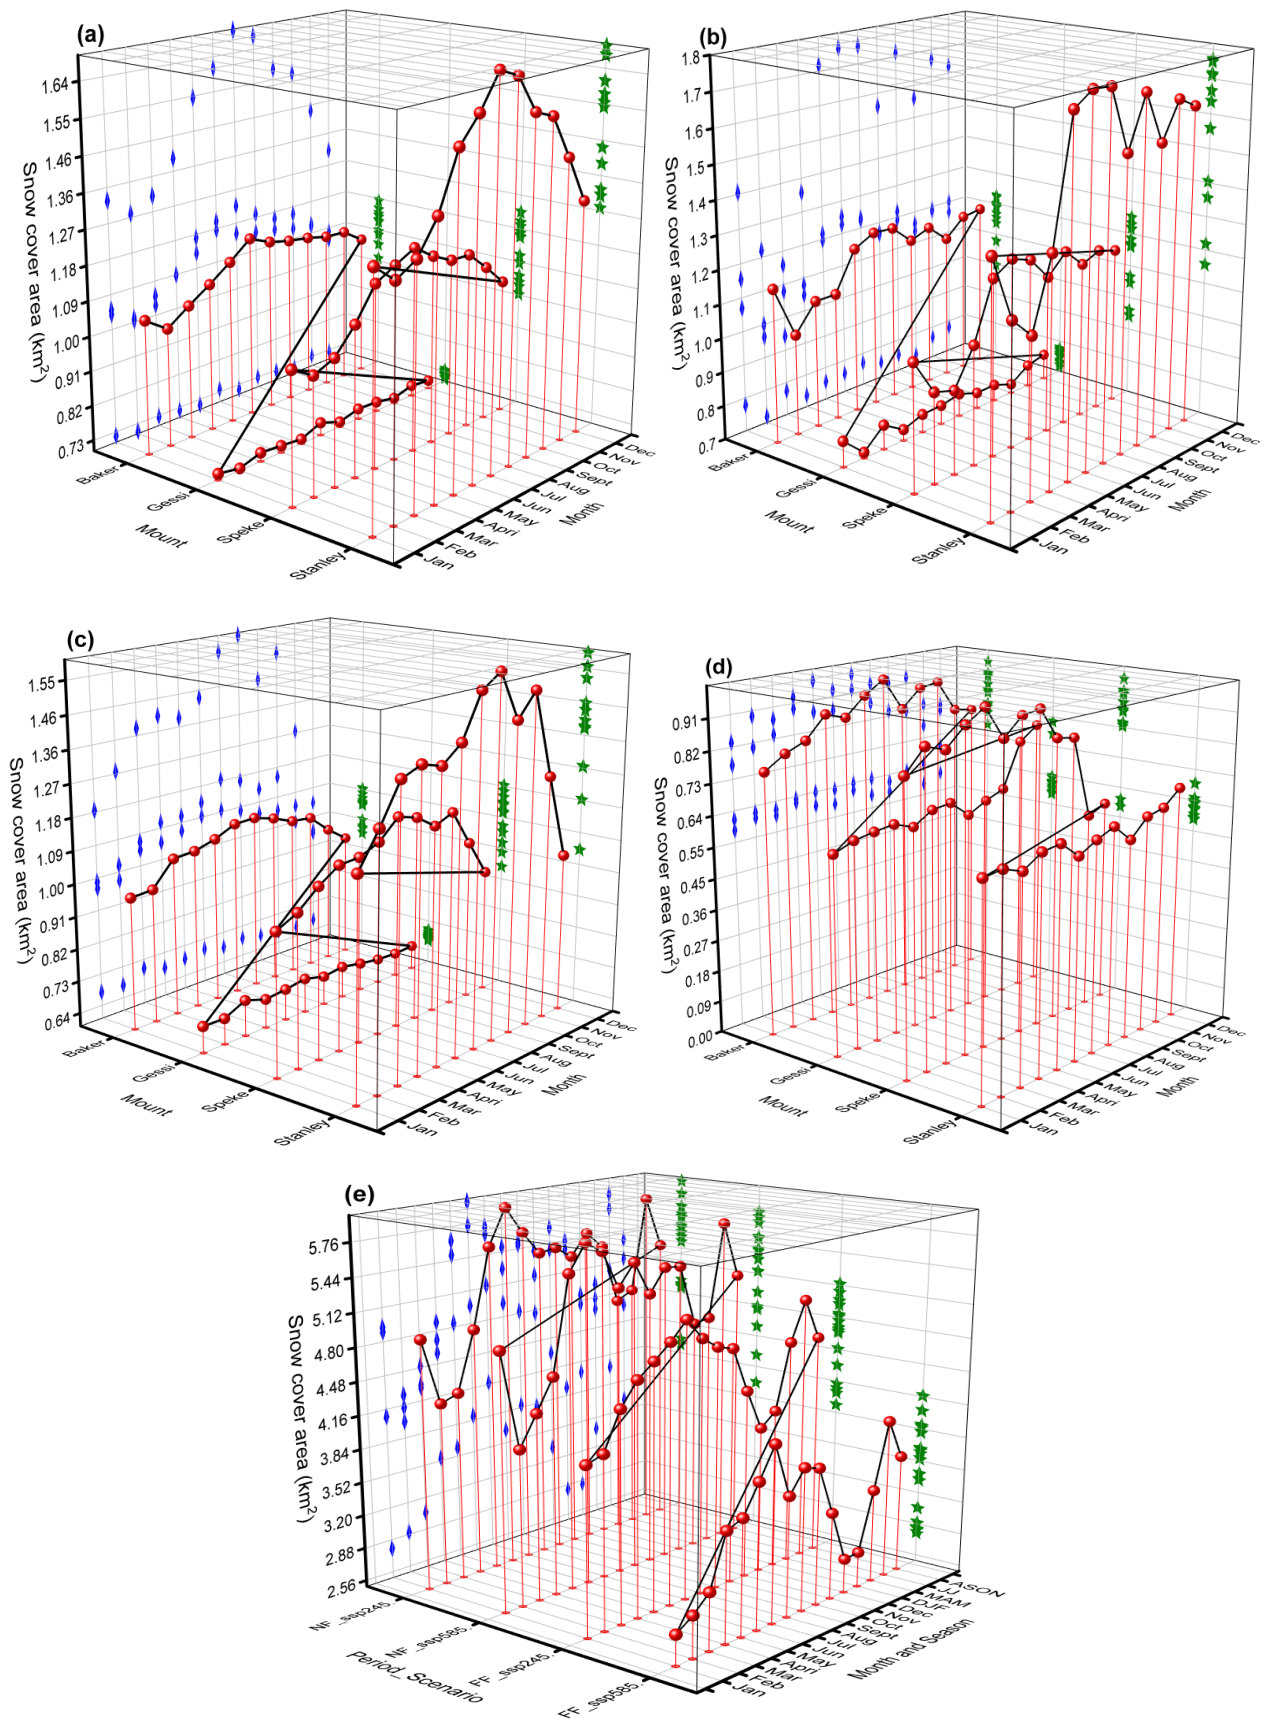 (a)
Snow cover area (km²)
1.64
1.55
1.46
1.36
1.27
1.18
1.09
1.00
0.91
0.82
0.73
Baker
Gessi
Speke
Stanley
Mount
Jan
Feb
Mar
Apri
May
Jun
Jul
Aug
Sept
Oct
Nov
Dec
Month
(b)
Snow cover area (km²)
1.8
1.7
1.6
1.5
1.4
1.3
1.2
1.1
1.0
0.9
0.8
0.7
Baker
Gessi
Speke
Stanley
Mount
Jan
Feb
Mar
Apri
May
Jun
Jul
Aug
Sept
Oct
Nov
Dec
Month
(c)
Snow cover area (km²)
1.55
1.46
1.36
1.27
1.18
1.09
1.00
0.91
0.82
0.73
0.64
Baker
Gessi
Speke
Stanley
Mount
Jan
Feb
Mar
Apri
May
Jun
Jul
Aug
Sept
Oct
Nov
Dec
Month
(d)
Snow cover area (km²)
0.91
0.82
0.73
0.64
0.55
0.45
0.36
0.27
0.18
0.09
0.00
Baker
Gessi
Speke
Stanley
Mount
Jan
Feb
Mar
Apri
May
Jun
Jul
Aug
Sept
Oct
Nov
Dec
Month
(e)
Snow cover area (km²)
5.76
5.44
5.12
4.80
4.48
4.16
3.84
3.52
3.20
2.88
2.56
NF_ssp245
NF_ssp585
FF_ssp245
FF_ssp585
Period_Scenario
Jan
Feb
Mar
Apri
May
Jun
Jul
Aug
Sept
Oct
Nov
Dec
DJF
MAM
JJ
ASON
Month and Season